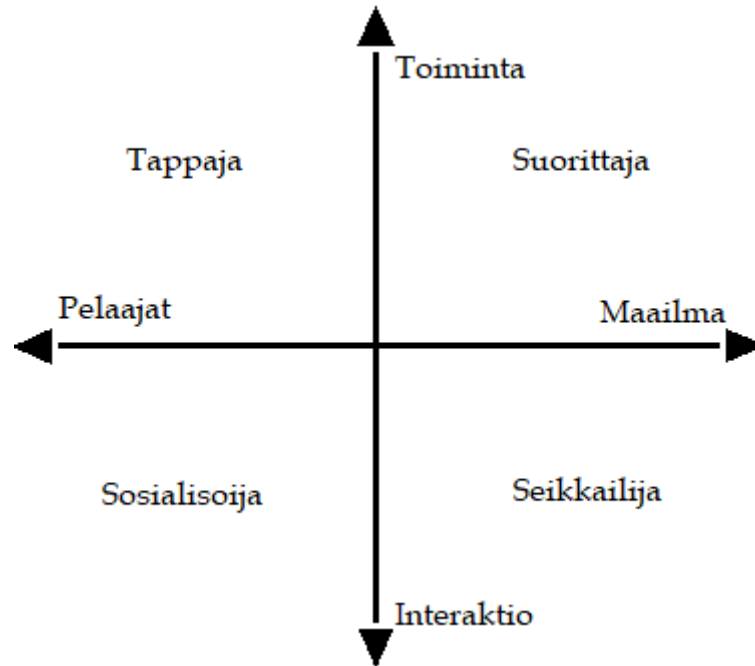 Toiminta
Tappaja
Suorittaja
Pelaajat
Maailma
Sosialisoija
Seikkailija
Interaktio